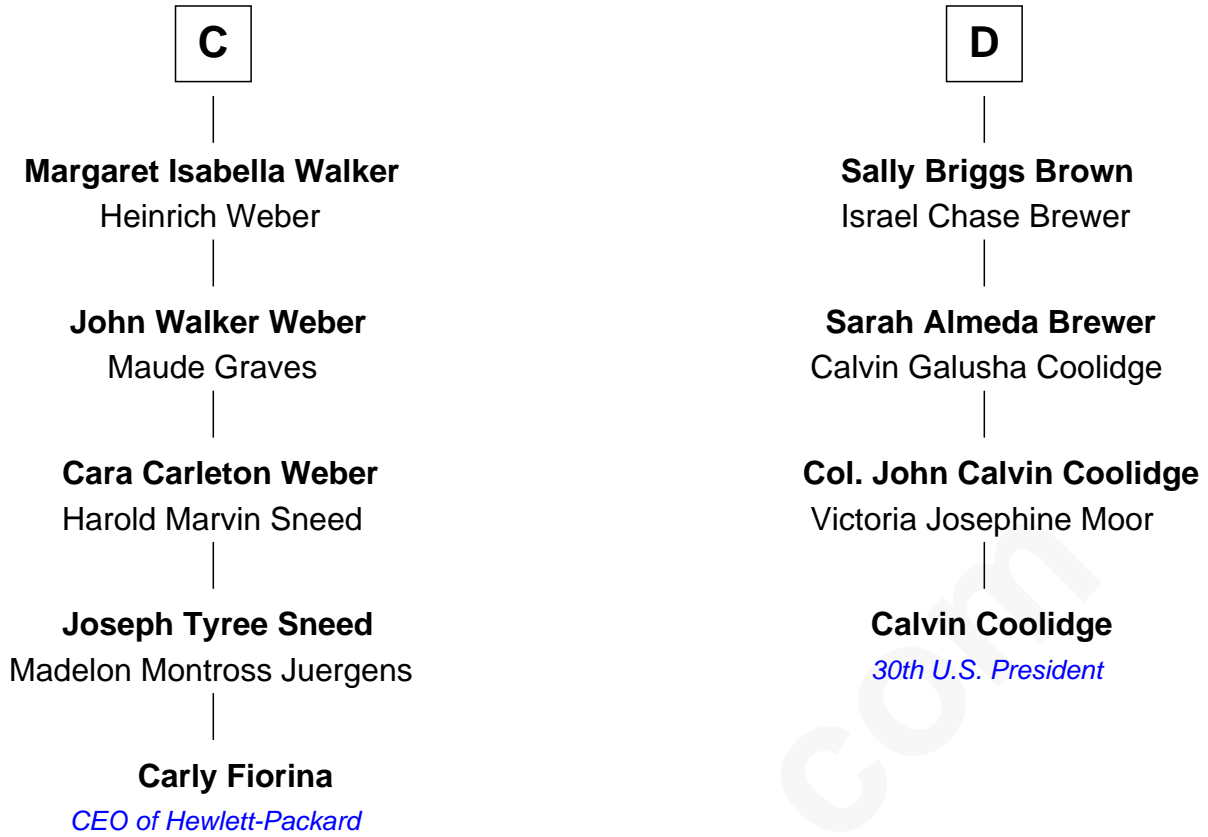 C
Margaret Isabella Walker
Heinrich Weber
John Walker Weber
Maude Graves
Cara Carleton Weber
Harold Marvin Sneed
Joseph Tyree Sneed
Madelon Montross Juergens
Carly Fiorina
CEO of Hewlett-Packard
D
Sally Briggs Brown
Israel Chase Brewer
Sarah Almeda Brewer
Calvin Galusha Coolidge
Col. John Calvin Coolidge
Victoria Josephine Moor
Calvin Coolidge
30th U.S. President
com